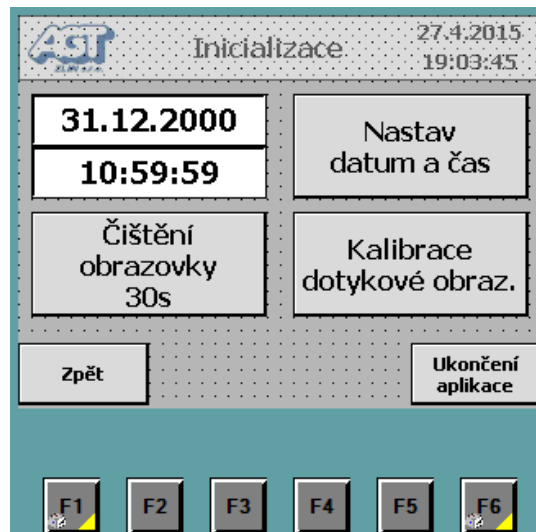 AGT
Inicializace
27.4.2015
19:03:45
31.12.2000
10:59:59
Nastav
datum a čas
Čištění
obrazovky
30s
Kalibrace
dotykové obraz.
Zpět
Ukončení
aplikace
F1 F2 F3 F4 F5 F6